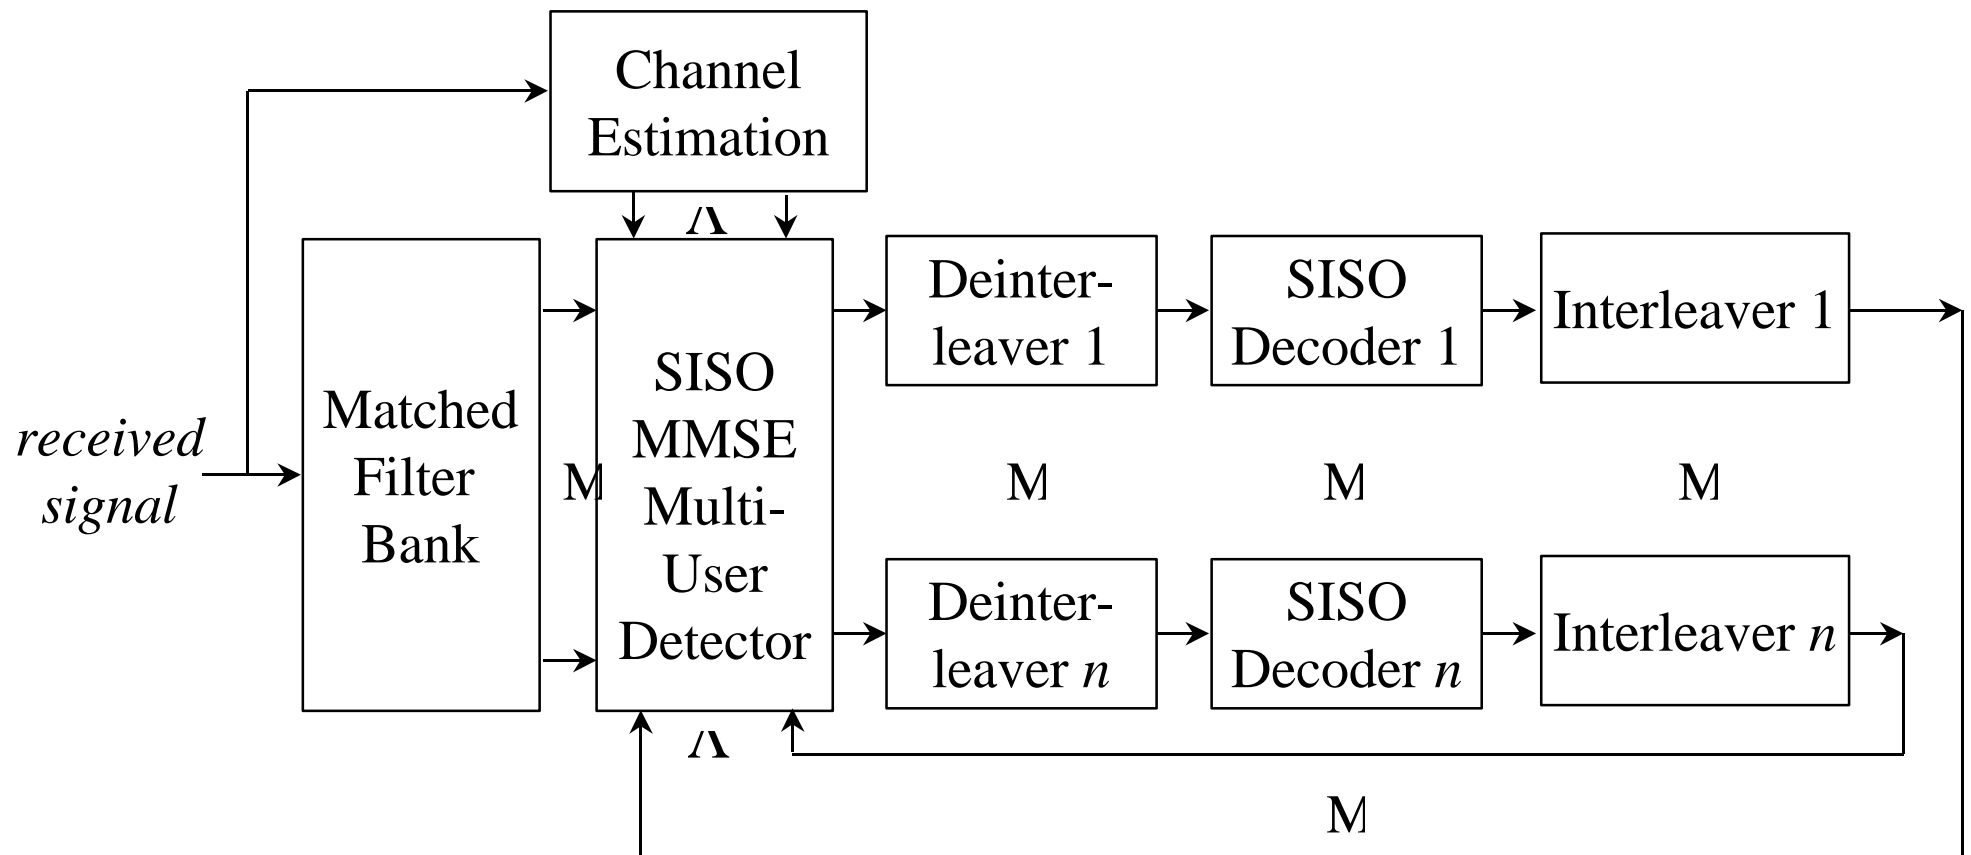 Channel
Estimation
Λ
Deinter-
leaver 1
SISO
Decoder 1
Interleaver 1
received
signal
Matched
Filter
Bank
M
SISO
MMSE
Multi-
User
Detector
M
M
M
Deinter-
leaver n
SISO
Decoder n
Interleaver n
Λ
M